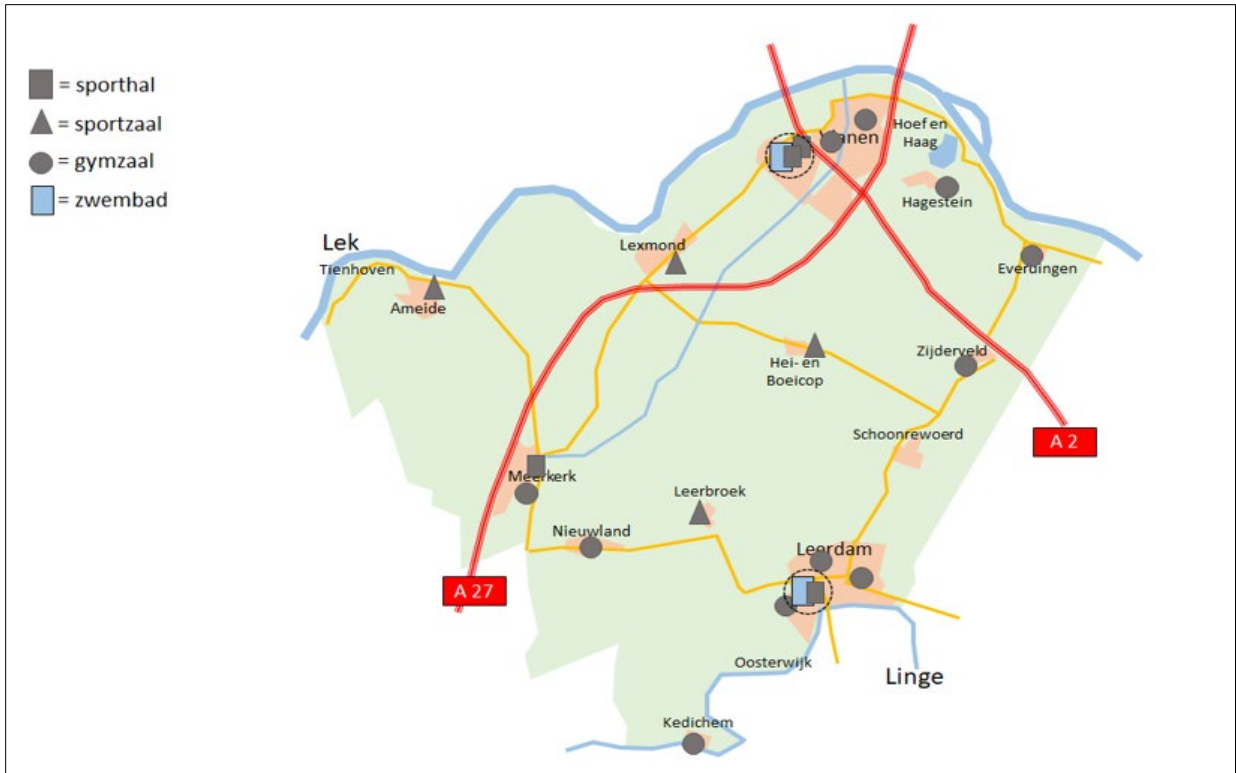 = sporthal
= sportzaal
= gymzaal
= zwembad
Vianen
Hoef en
Haag
Hagestein
Lek
Tienhoven
Lexmond
Everdingen
Ameide
Hei- en
Boeicop
Zijderveld
Schoonrewoerd
A 2
Meerkerk
Leerbroek
Nieuwland
Leerdam
A 27
Oosterwijk
Linge
Kedichem